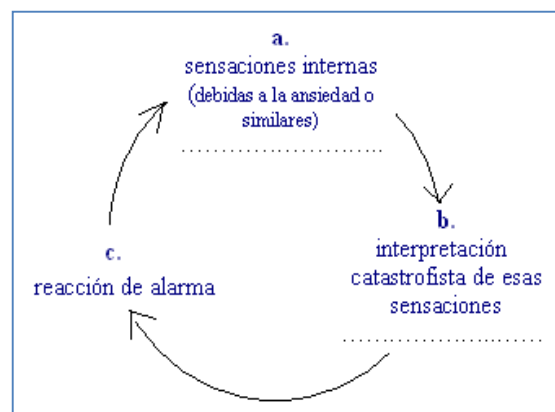 a.
sensaciones internas
(debidas a la ansiedad o
similares)
........................
b.
interpretación
catastrofista de esas
sensaciones
........................
c.
reacción de alarma